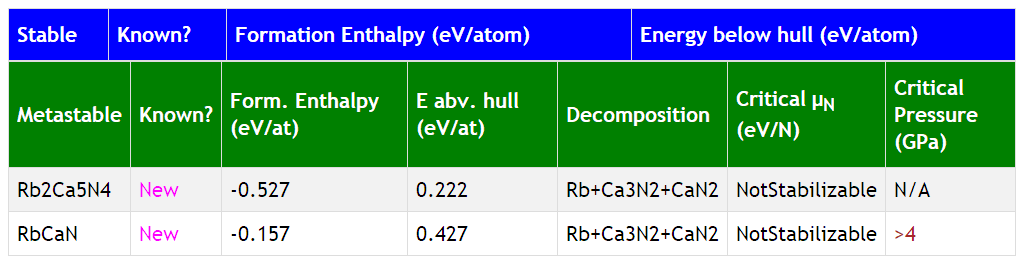 Stable Known? Formation Enthalpy (eV/atom) Energy below hull (eV/atom)
Metastable Known? Form. Enthalpy (eV/at) E abv. hull (eV/at) Decomposition Critical μN (eV/N) Critical Pressure (GPa)
Rb2Ca5N4 New -0.527 0.222 Rb+Ca3N2+CaN2 NotStabilizable N/A
RbCaN New -0.157 0.427 Rb+Ca3N2+CaN2 NotStabilizable >4